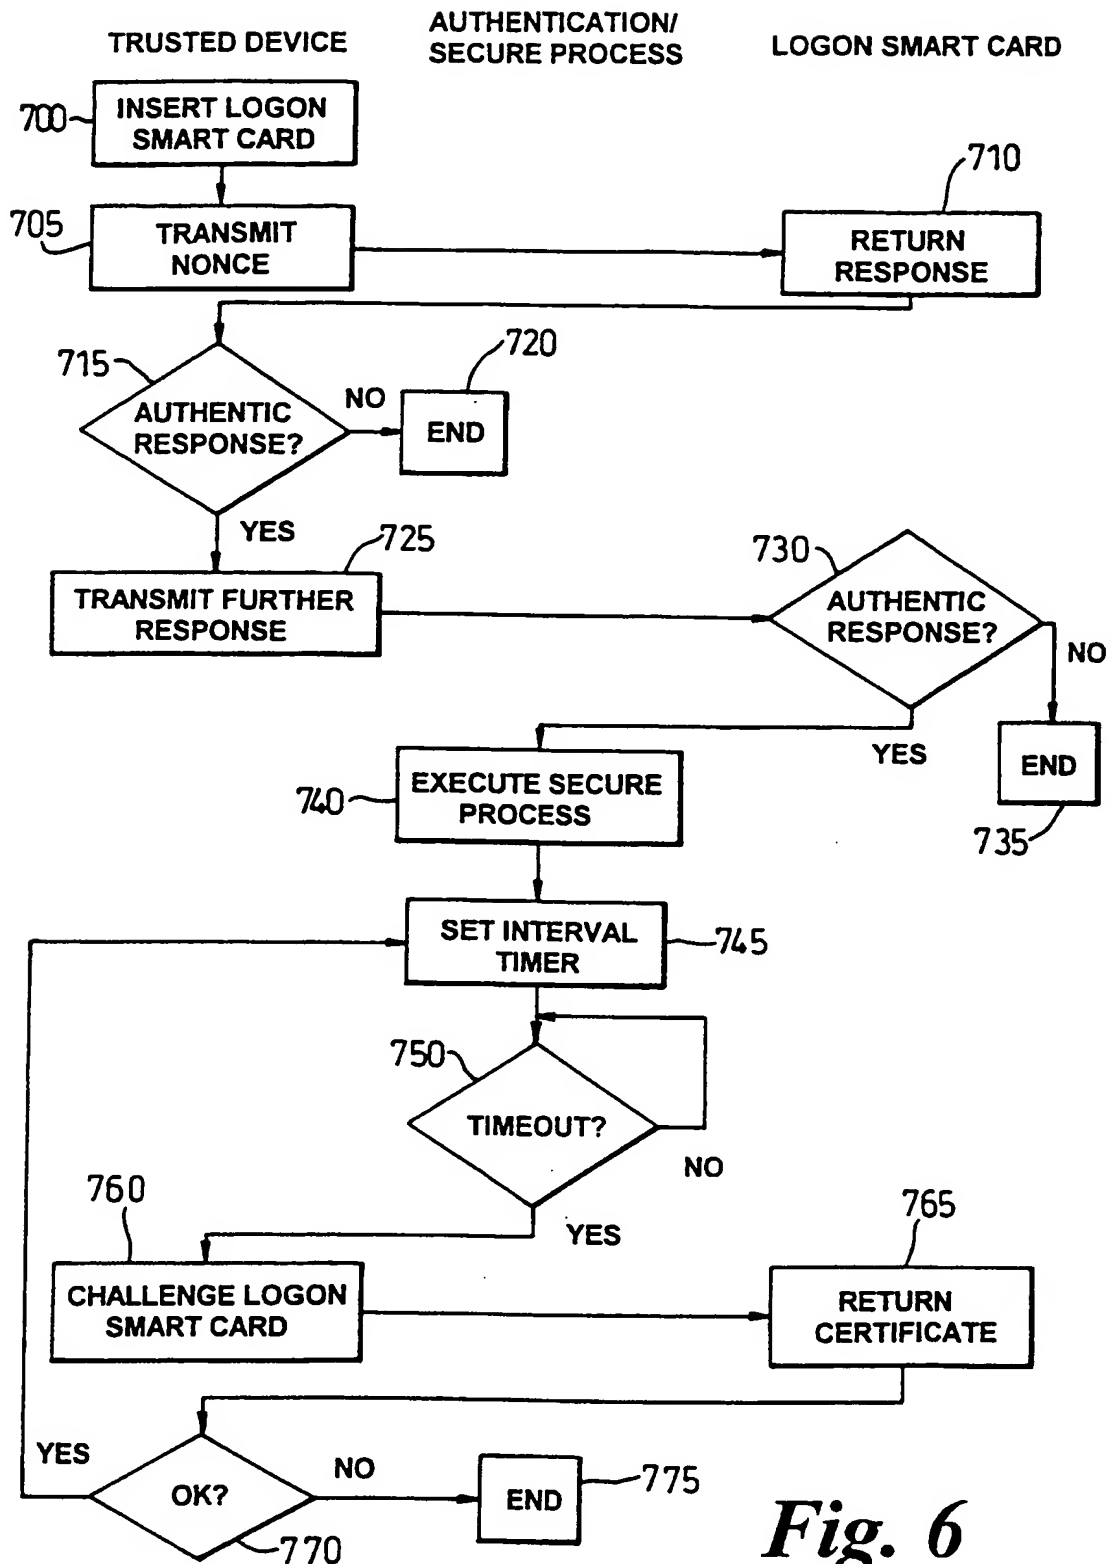 TRUSTED DEVICE
AUTHENTICATION/
SECURE PROCESS
LOGON SMART CARD
700
INSERT LOGON
SMART CARD
705
TRANSMIT
NONCE
710
RETURN
RESPONSE
715
AUTHENTIC
RESPONSE?
NO
720
END
YES
725
TRANSMIT FURTHER
RESPONSE
730
AUTHENTIC
RESPONSE?
NO
YES
END
735
740
EXECUTE SECURE
PROCESS
SET INTERVAL
TIMER
745
750
TIMEOUT?
NO
YES
760
CHALLENGE LOGON
SMART CARD
765
RETURN
CERTIFICATE
YES
OK?
NO
770
END
775
Fig. 6